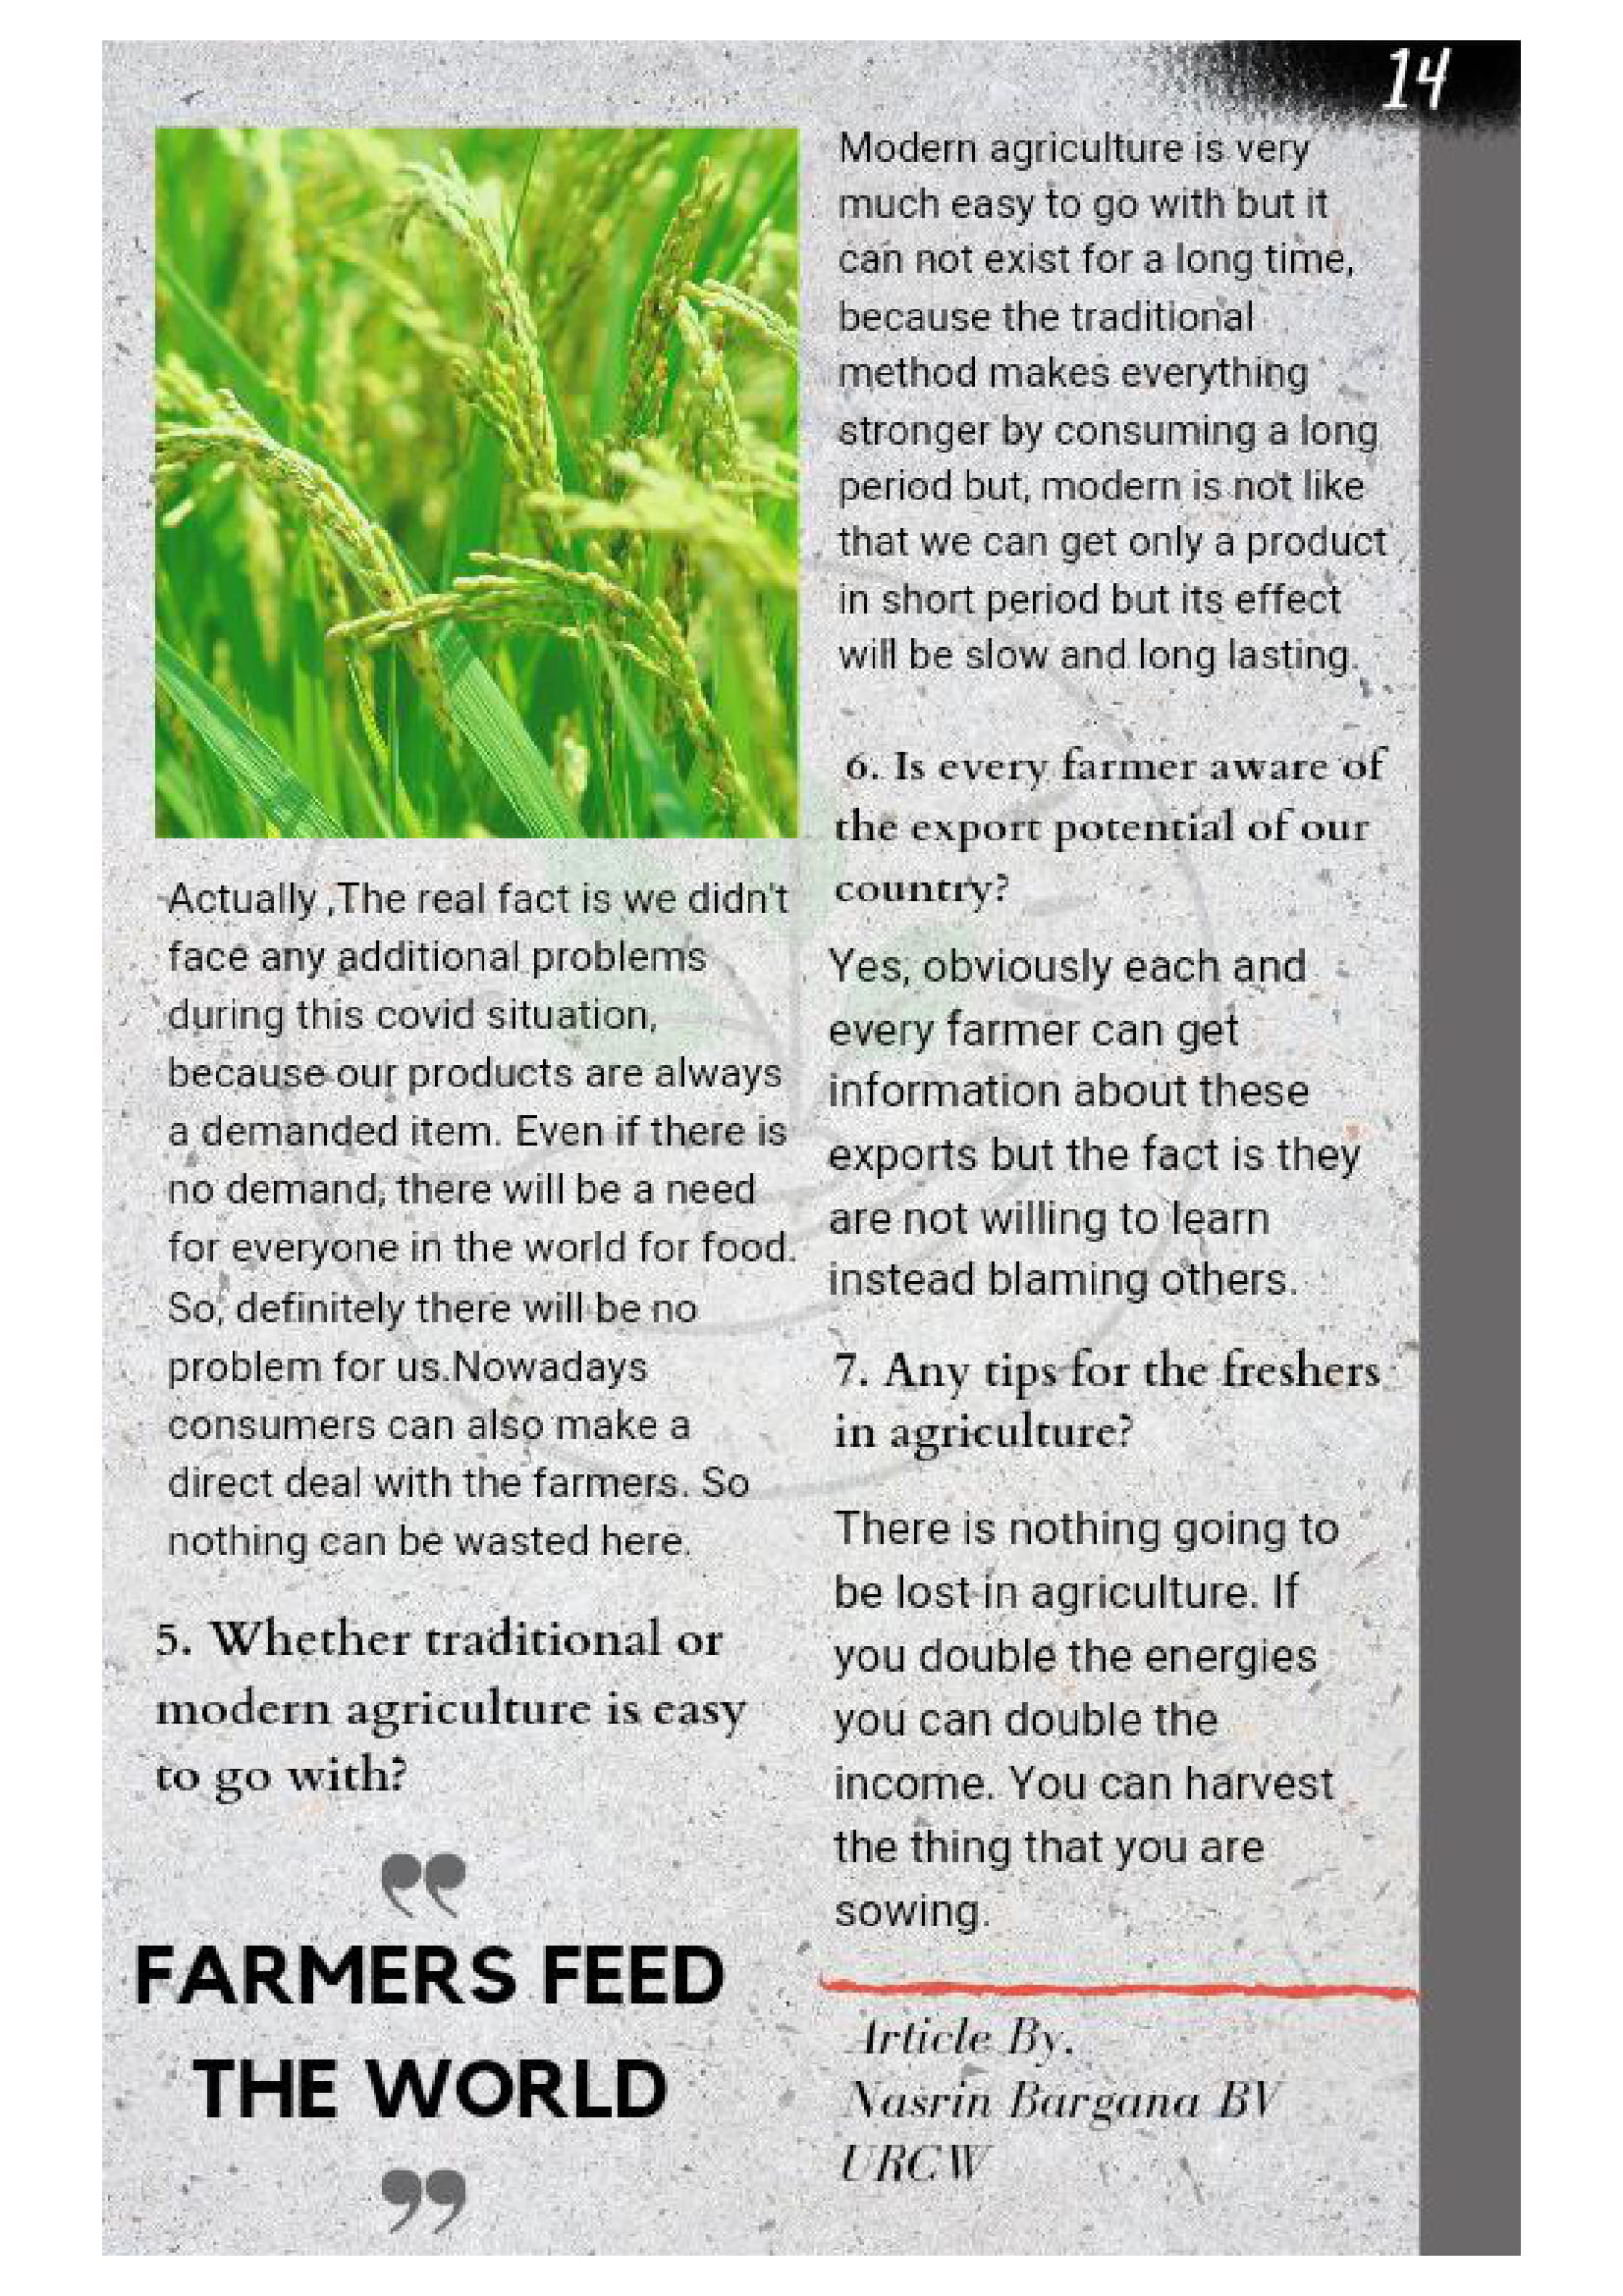 14
Actually ,The real fact is we didn't
face any additional problems
during this covid situation,
because our products are always
a demanded item. Even if there is
no demand, there will be a need
for everyone in the world for food.
So, definitely there will be no
problem for us.Nowadays
consumers can also make a
direct deal with the farmers. So
nothing can be wasted here.
5. Whether traditional or
modern agriculture is easy
to go with?
“
FARMERS FEED
THE WORLD
”
Modern agriculture is very
much easy to go with but it
can not exist for a long time,
because the traditional
method makes everything
stronger by consuming a long
period but, modern is not like
that we can get only a product
in short period but its effect
will be slow and long lasting.
6. Is every farmer aware of
the export potential of our
country?
Yes, obviously each and
every farmer can get
information about these
exports but the fact is they
are not willing to learn
instead blaming others.
7. Any tips for the freshers
in agriculture?
There is nothing going to
be lost in agriculture. If
you double the energies
you can double the
income. You can harvest
the thing that you are
sowing.
Article By,
Nasrin Bargana BV
URCW